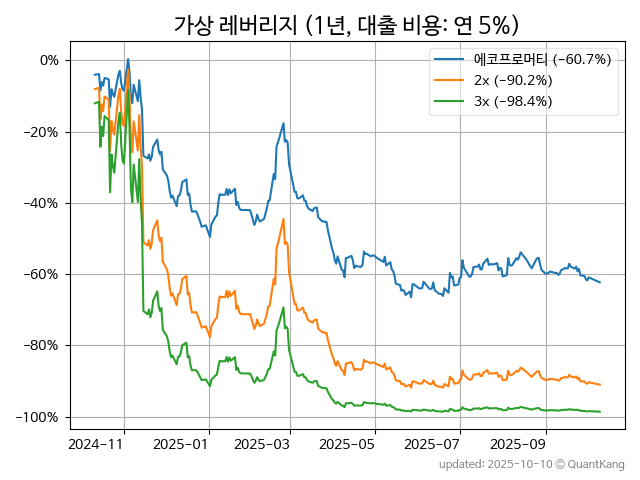 가상 레버리지 (1년, 대출 비용: 연 5%)
에코프로머티 (−60.7%)
2x (−90.2%)
3x (−98.4%)
0%
−20%
−40%
−60%
−80%
−100%
2024-11 2025-01 2025-03 2025-05 2025-07 2025-09
updated: 2025-10-10 © QuantKang